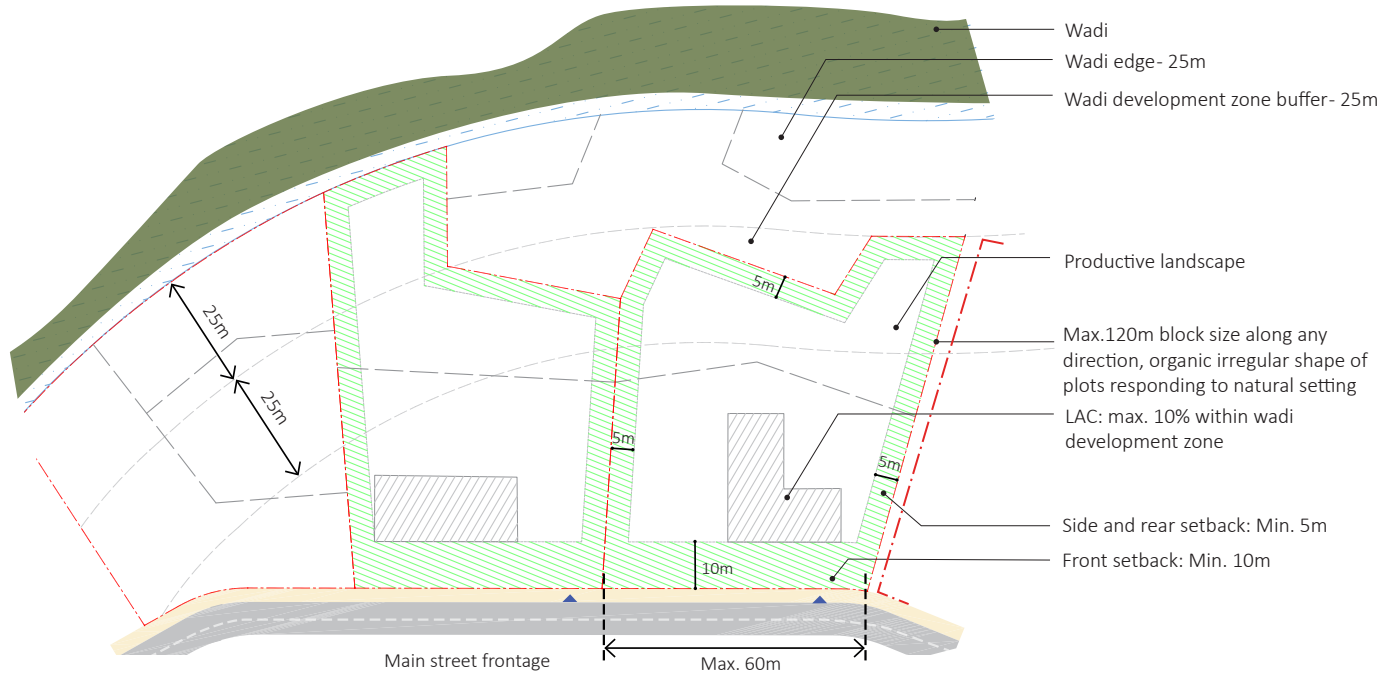 Wadi
Wadi edge- 25m
Wadi development zone buffer- 25m
Productive landscape
Max.120m block size along any
direction, organic irregular shape of
plots responding to natural setting
LAC: max. 10% within wadi
development zone
Side and rear setback: Min. 5m
Front setback: Min. 10m
25m
25m
5m
5m
5m
10m
Main street frontage
Max. 60m